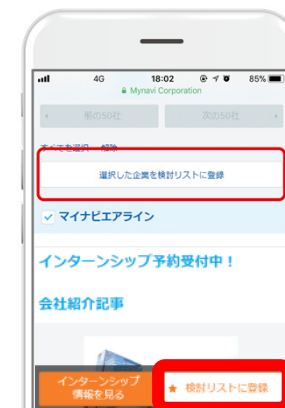 4G 18:02 85%
Mynavi Corporation
前の50社 次の50社
すべてを選択 解除
選択した企業を検討リストに登録
マイナビエアライン
インターンシップ予約受付中！
会社紹介記事
インターンシップ
情報を見る
★ 検討リストに登録